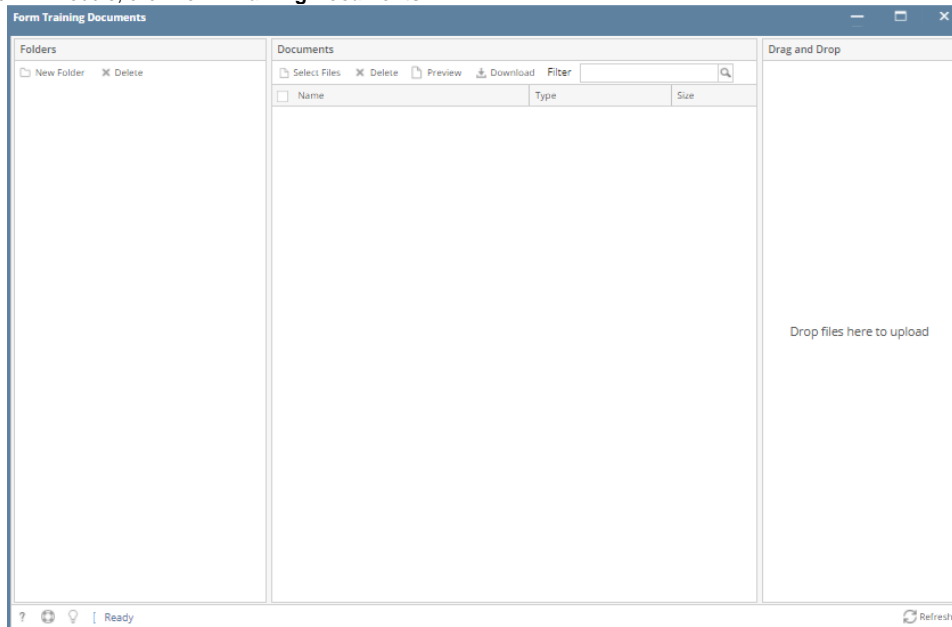 Form Training Documents
Folders
New Folder Delete
Documents
Select Files Delete Preview Download Filter
Name Type Size
Drag and Drop
Drop files here to upload
? [ Ready
Refresh